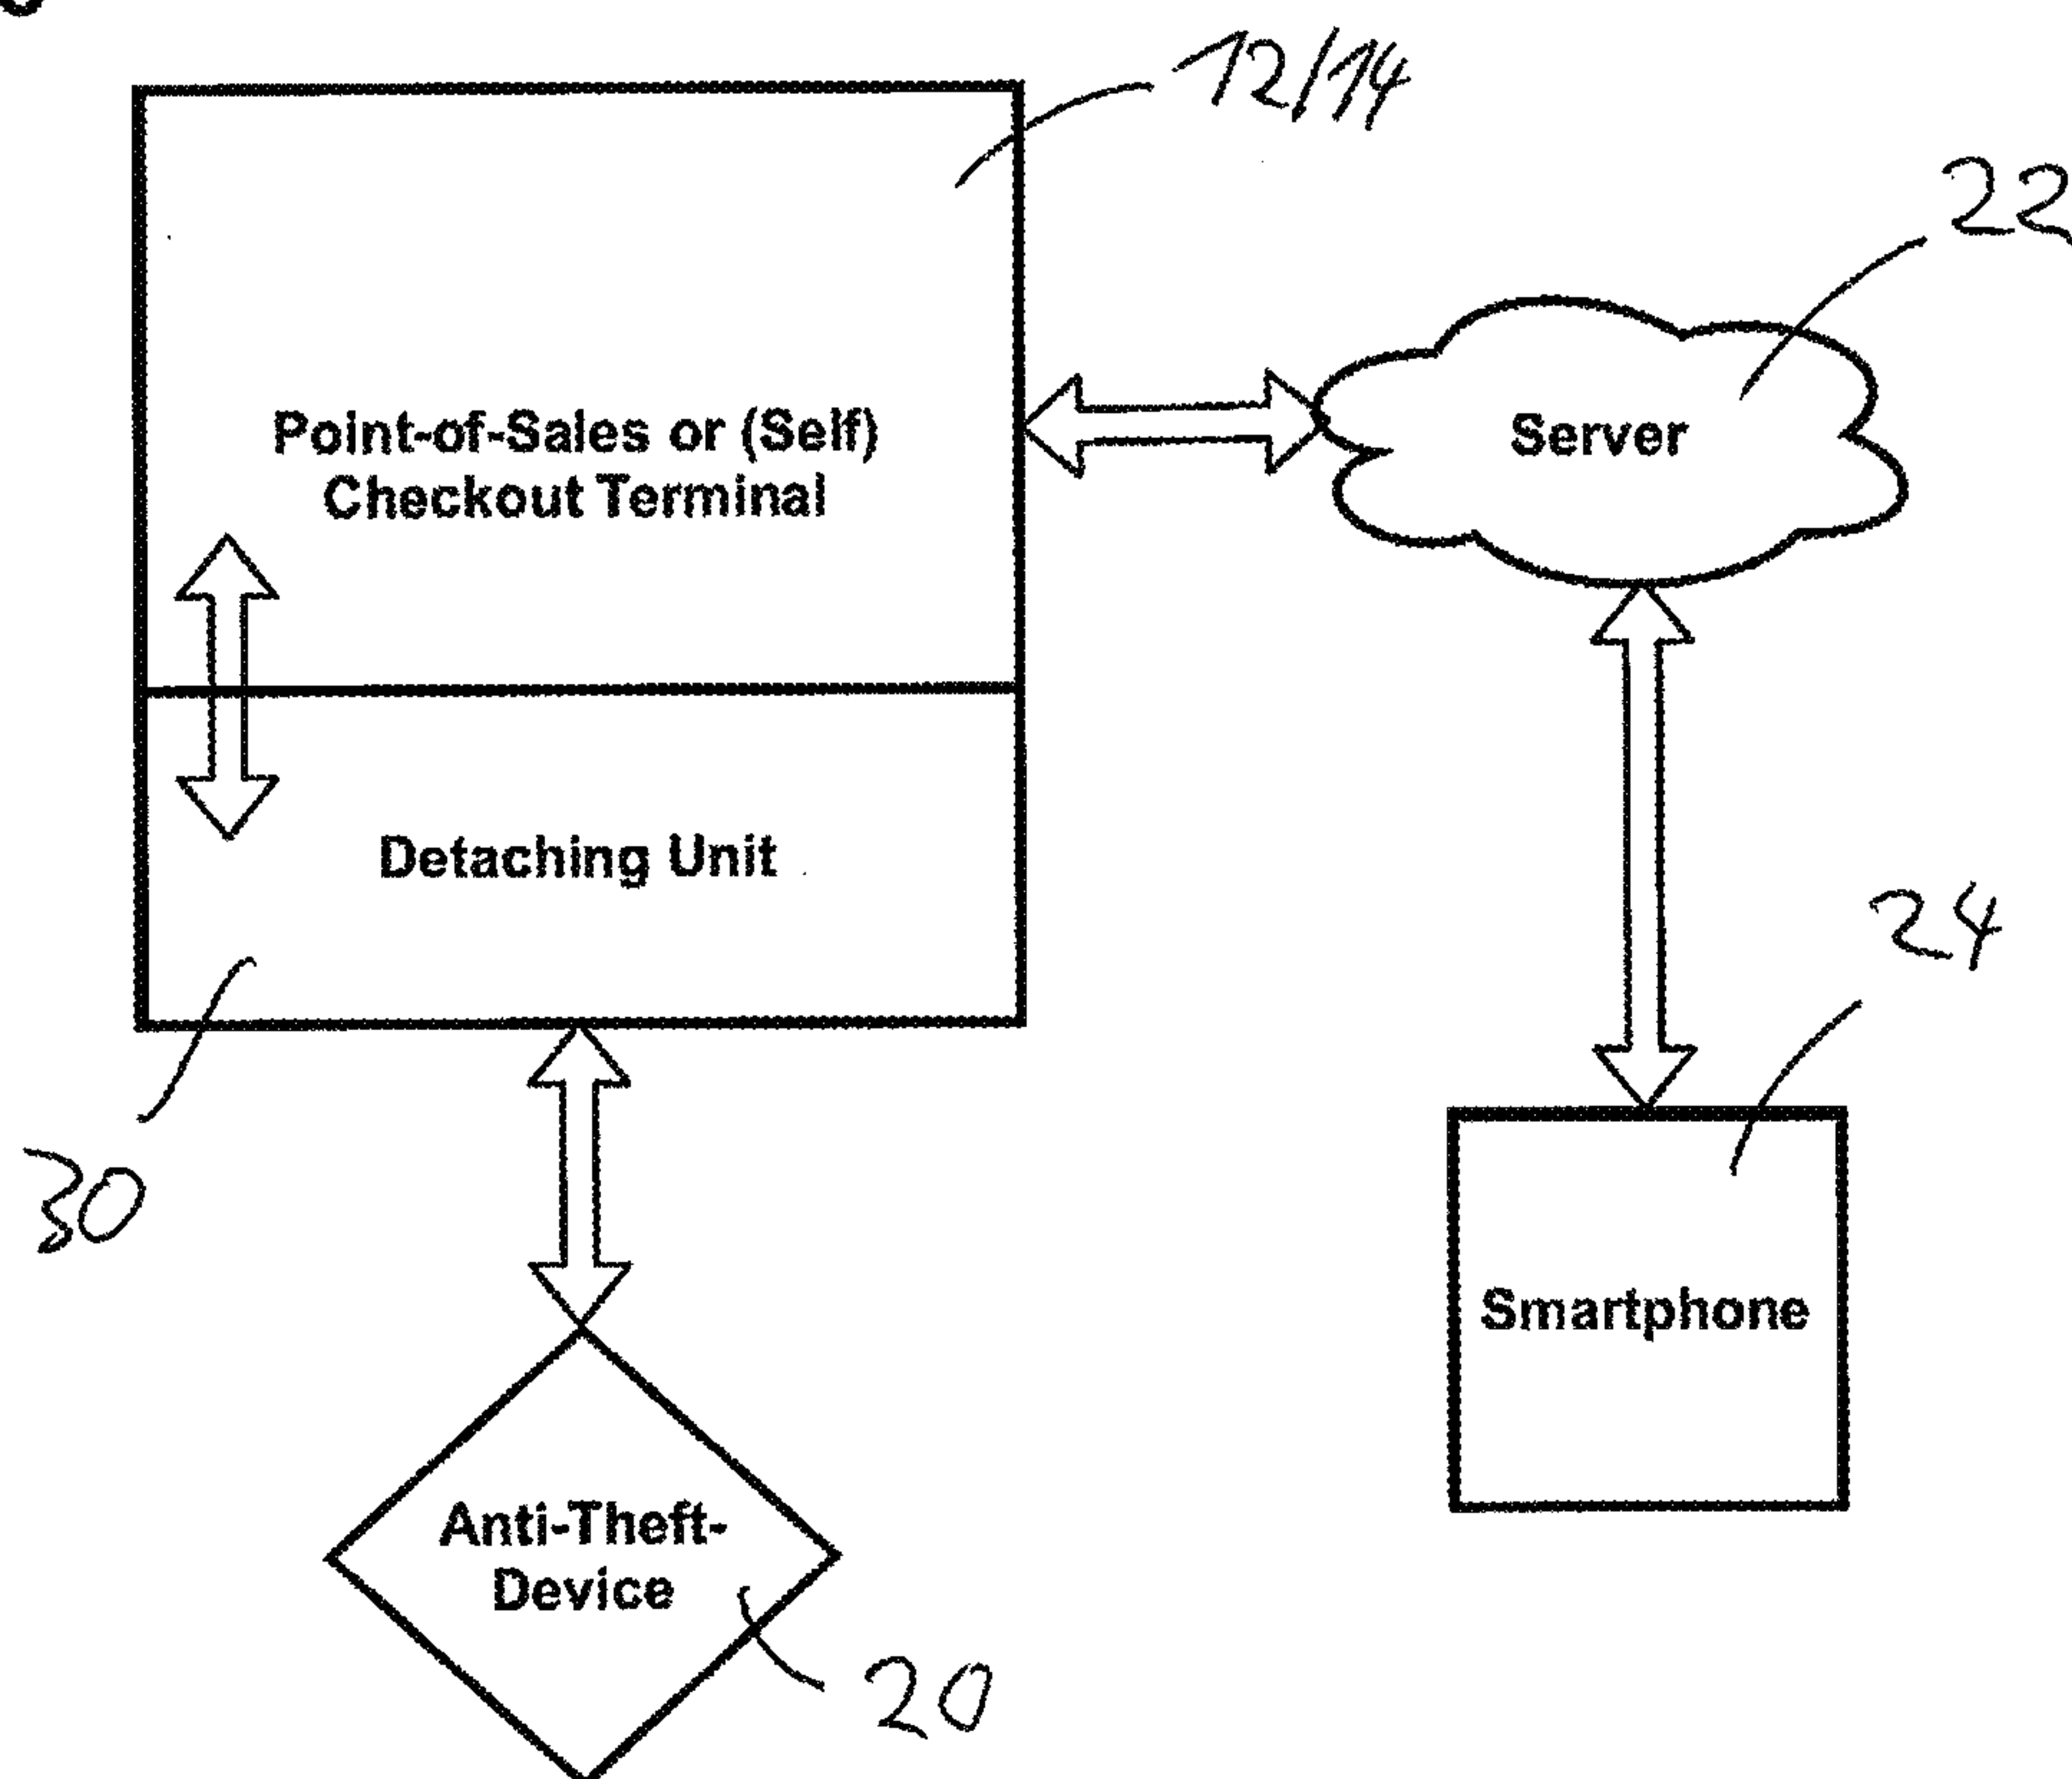 12/14
22
Point-of-Sales or (Self)
Checkout Terminal
Server
Detaching Unit
24
30
Smartphone
Anti-Theft-
Device
20